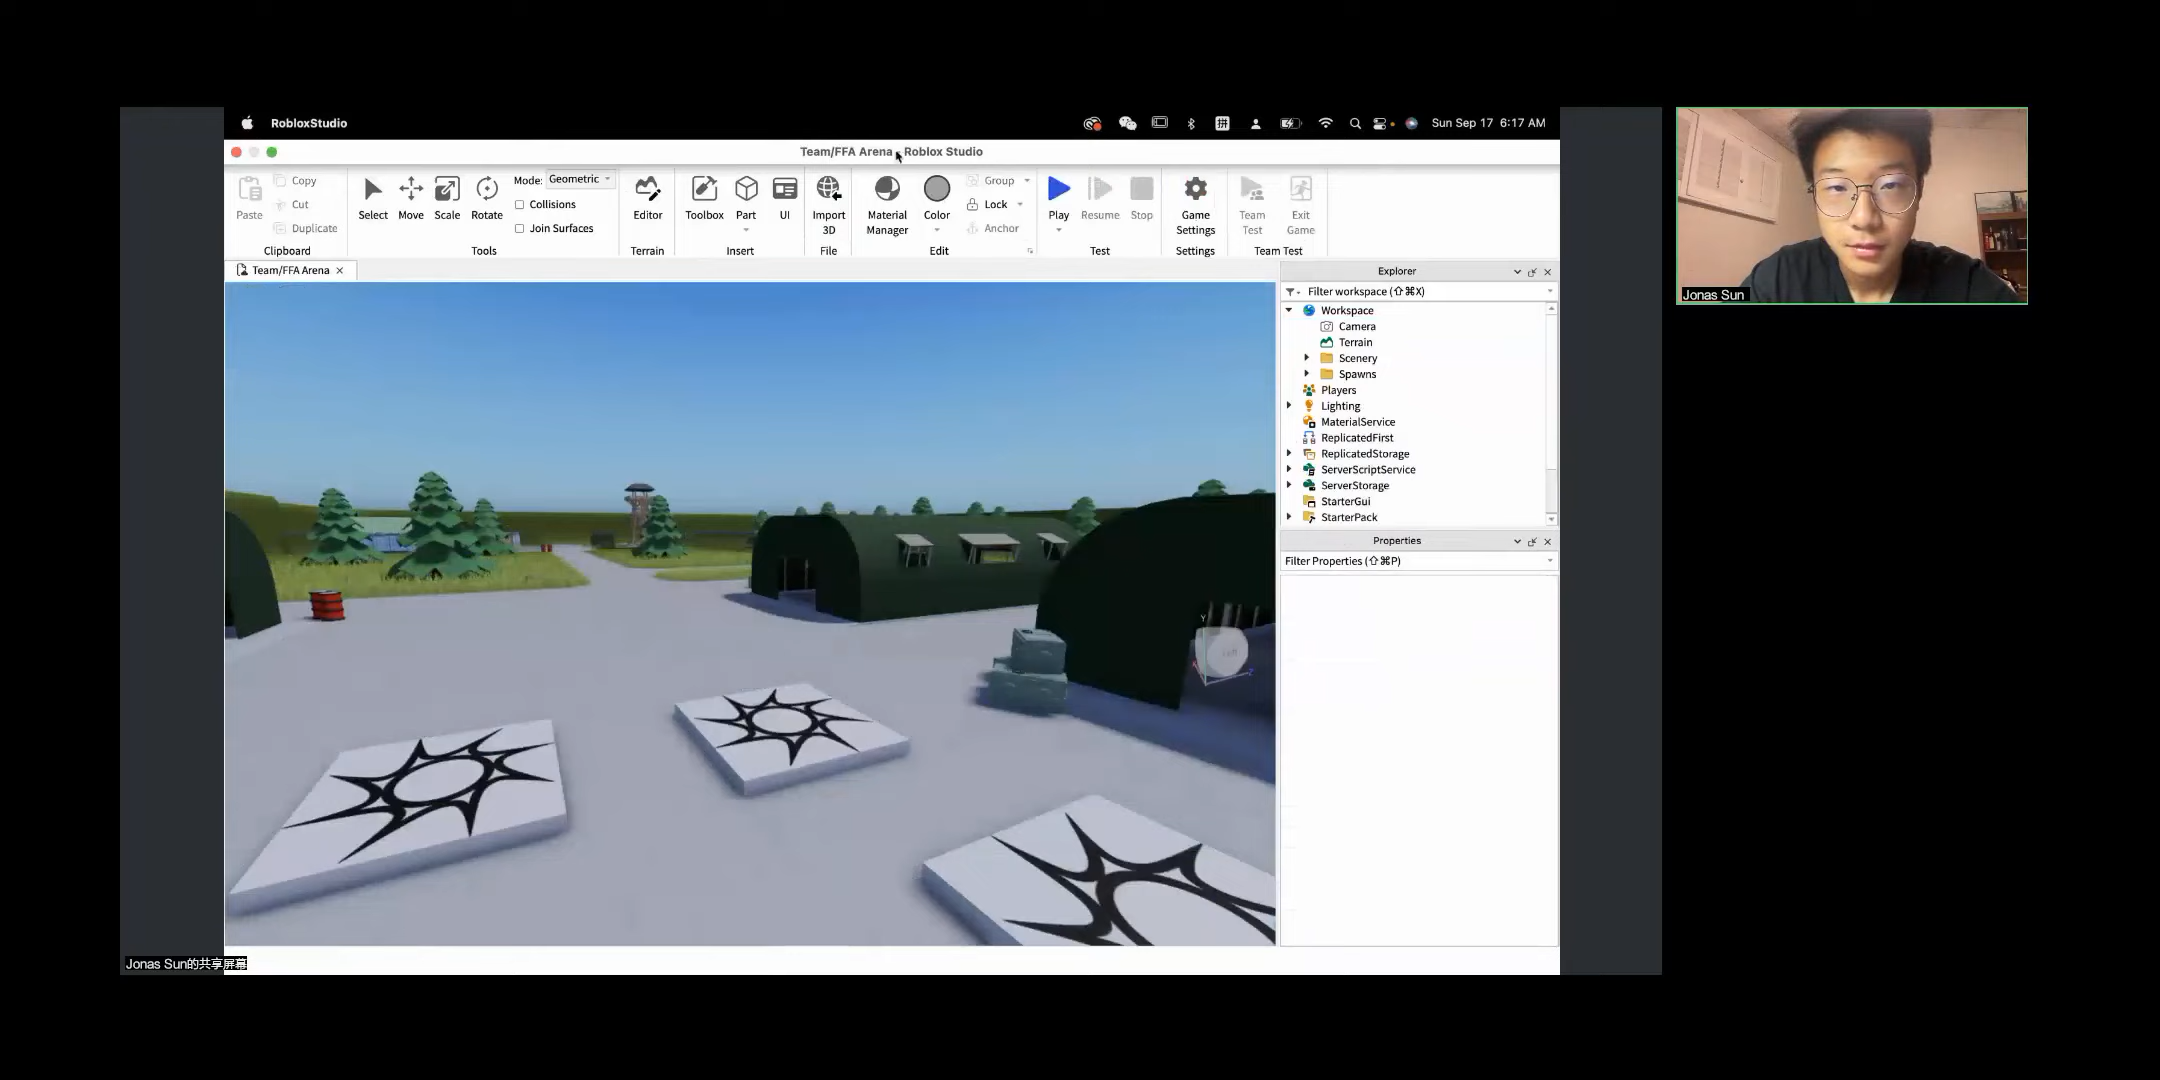 RobloxStudio
Sun Sep 17 6:17 AM
Team/FFA Arena - Roblox Studio
Paste
Copy
Cut
Duplicate
Clipboard
Select
Move
Scale
Rotate
Mode: Geometric
Collisions
Join Surfaces
Tools
Editor
Terrain
Toolbox
Part
UI
Insert
Import
3D
File
Material
Manager
Color
Group
Lock
Anchor
Edit
Play
Resume
Stop
Test
Game
Settings
Settings
Team
Test
Exit
Game
Team Test
Team/FFA Arena
Explorer
Filter workspace (⇧⌘X)
Workspace
Camera
Terrain
Scenery
Spawns
Players
Lighting
MaterialService
ReplicatedFirst
ReplicatedStorage
ServerScriptService
ServerStorage
StarterGui
StarterPack
Properties
Filter Properties (⇧⌘P)
Y
Left
Jonas Sun
Jonas Sun的共享屏幕